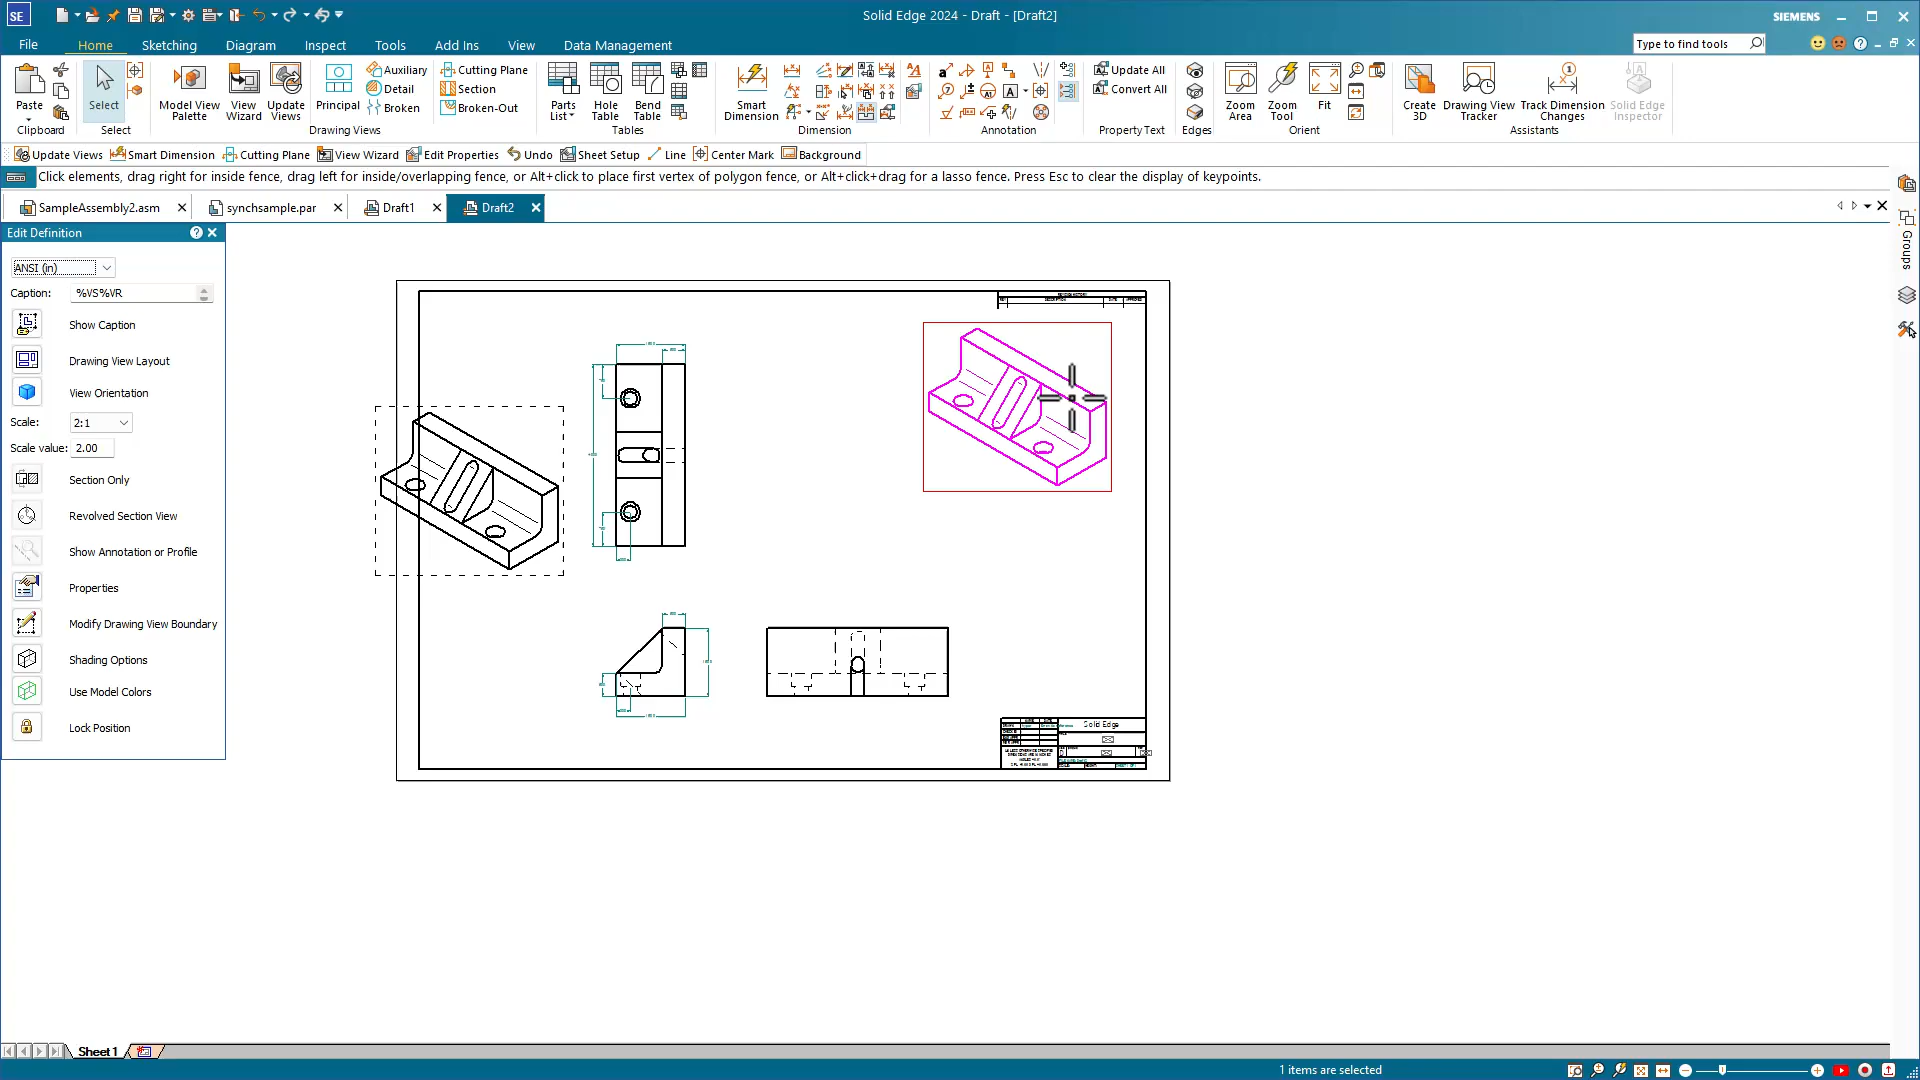 Solid Edge 2024 - Draft - [Draft2]
SIEMENS
File
Home
Sketching
Diagram
Inspect
Tools
Add Ins
View
Data Management
Type to find tools
Paste
Clipboard
Select
Select
Model View Palette
View Wizard
Update Views
Principal
Auxiliary
Detail
Broken
Cutting Plane
Section
Broken-Out
Drawing Views
Parts List
Hole Table
Bend Table
Tables
Smart Dimension
Dimension
Annotation
Update All
Convert All
Property Text
Edges
Zoom Area
Zoom Tool
Fit
Orient
Create 3D
Drawing View Tracker
Track Dimension Changes
Solid Edge Inspector
Assistants
Update Views
Smart Dimension
Cutting Plane
View Wizard
Edit Properties
Undo
Sheet Setup
Line
Center Mark
Background
Click elements, drag right for inside fence, drag left for inside/overlapping fence, or Alt+click to place first vertex of polygon fence, or Alt+click+drag for a lasso fence. Press Esc to clear the display of keypoints.
SampleAssembly2.asm
synchsample.par
Draft1
Draft2
Edit Definition
ANSI (in)
Caption: %VS%VR
Show Caption
Drawing View Layout
View Orientation
Scale: 2:1
Scale value: 2.00
Section Only
Revolved Section View
Show Annotation or Profile
Properties
Modify Drawing View Boundary
Shading Options
Use Model Colors
Lock Position
Groups
Solid Edge
Sheet1
1 items are selected